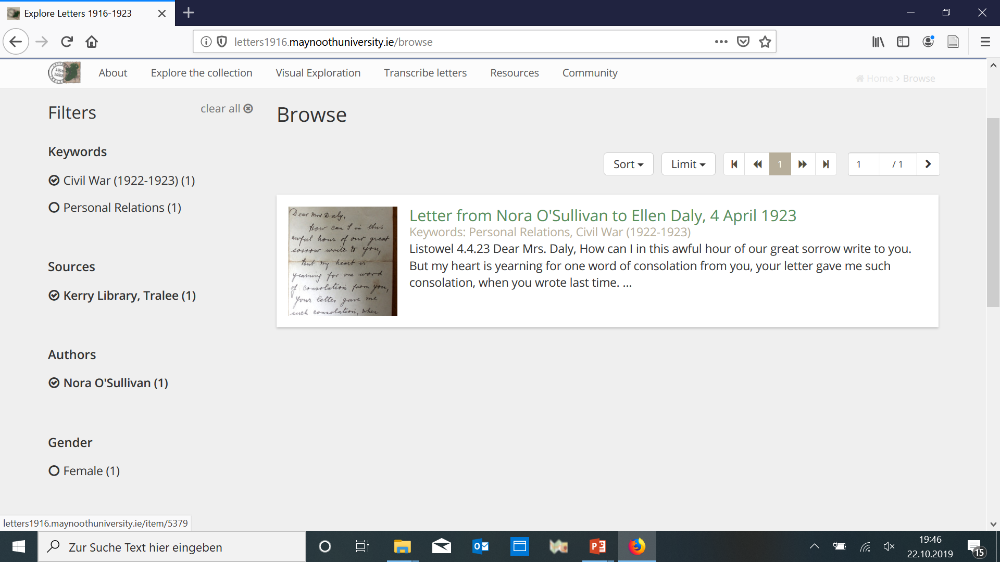 Explore Letters 1916-1923
letters1916.maynoothuniversity.ie/browse
About
Explore the collection
Visual Exploration
Transcribe letters
Resources
Community
Home > Browse
Filters
clear all
Browse
Keywords
Civil War (1922-1923) (1)
Personal Relations (1)
Sources
Kerry Library, Tralee (1)
Authors
Nora O'Sullivan (1)
Gender
Female (1)
Sort
Limit
1
1 / 1
Dear Mrs Daly,
How can I in this
awful hour of our great
sorrow write to you,
But my heart is
yearning for one word
of consolation from you,
your letter gave me
such consolation, when
Letter from Nora O'Sullivan to Ellen Daly, 4 April 1923
Keywords: Personal Relations, Civil War (1922-1923)
Listowel 4.4.23 Dear Mrs. Daly, How can I in this awful hour of our great sorrow write to you.
But my heart is yearning for one word of consolation from you, your letter gave me such
consolation, when you wrote last time. ...
letters1916.maynoothuniversity.ie/item/5379
Zur Suche Text hier eingeben
19:46
22.10.2019
15